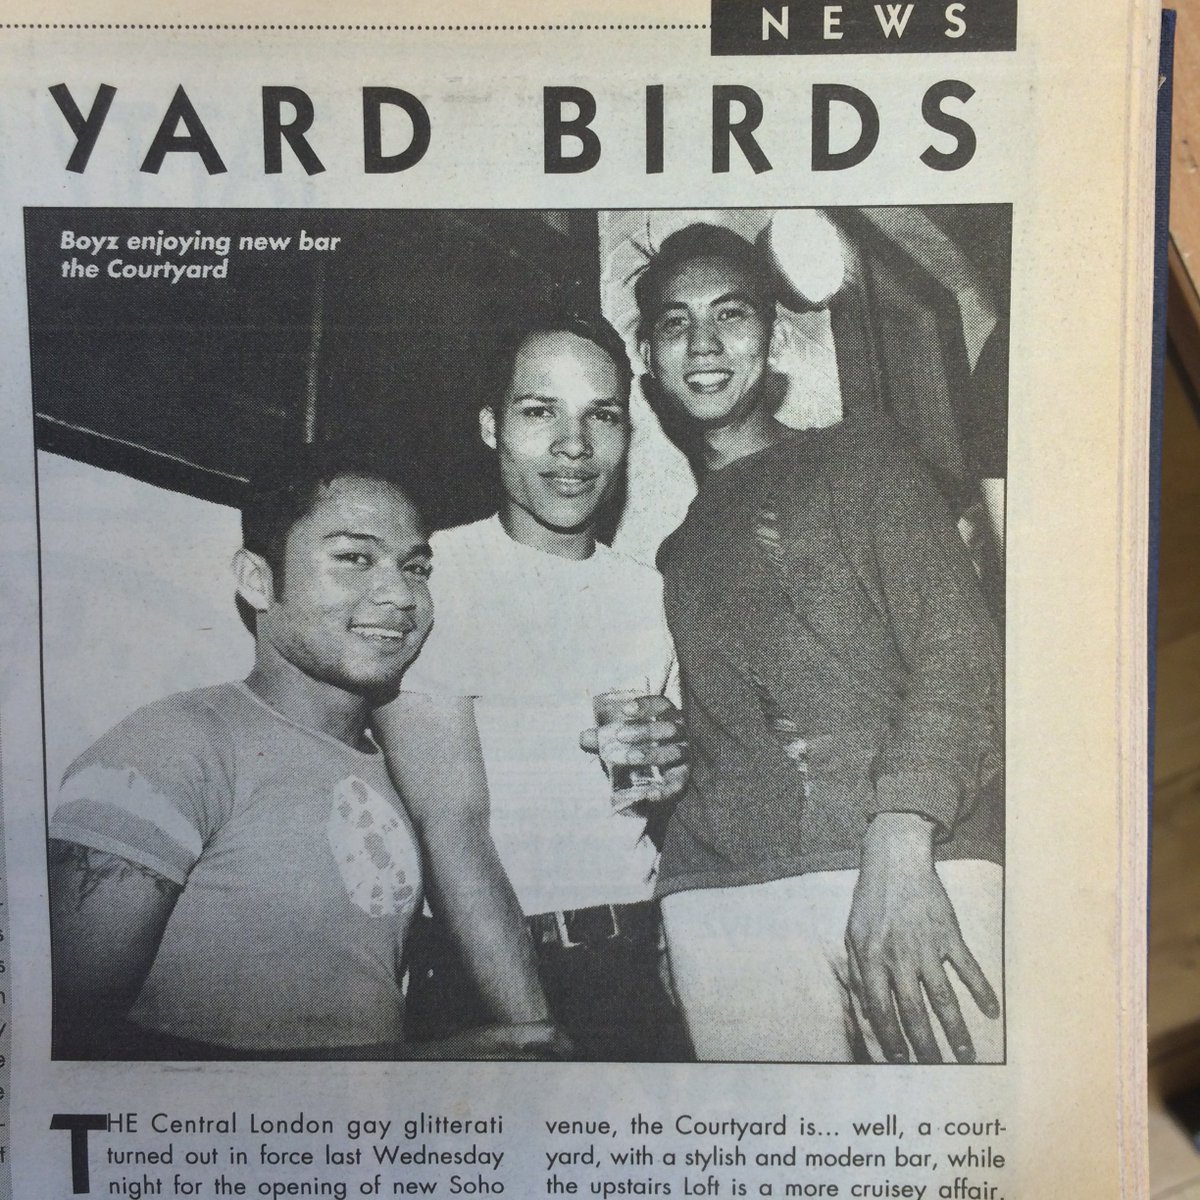 NEWS
YARD BIRDS
Boyz enjoying new bar
the Courtyard
THE Central London gay glitterati
turned out in force last Wednesday
night for the opening of new Soho
venue, the Courtyard is... well, a court-
yard, with a stylish and modern bar, while
the upstairs Loft is a more cruisey affair,